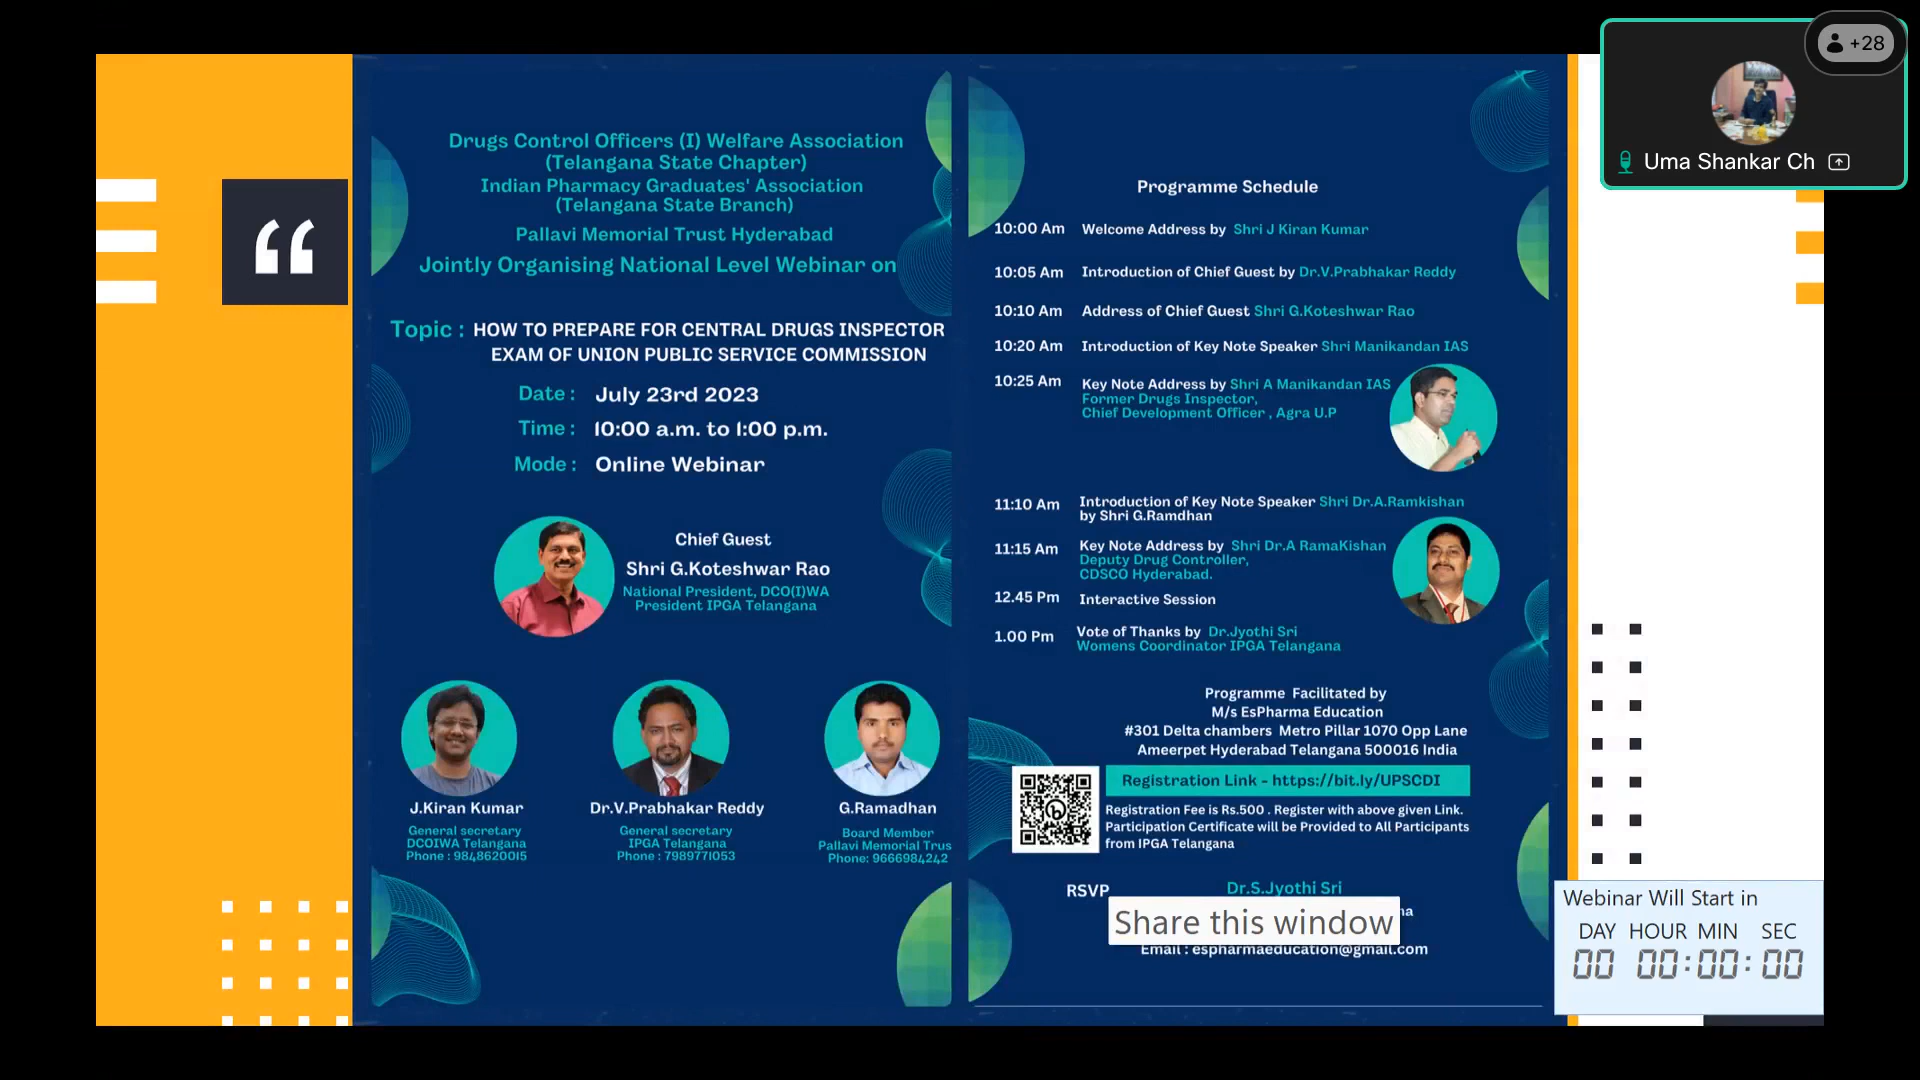 Drugs Control Officers (I) Welfare Association
(Telangana State Chapter)
Indian Pharmacy Graduates' Association
(Telangana State Branch)
Pallavi Memorial Trust Hyderabad
Jointly Organising National Level Webinar on
Topic : HOW TO PREPARE FOR CENTRAL DRUGS INSPECTOR
EXAM OF UNION PUBLIC SERVICE COMMISSION
Date : July 23rd 2023
Time : 10:00 a.m. to 1:00 p.m.
Mode : Online Webinar
Chief Guest
Shri G.Koteshwar Rao
National President, DCO(I)WA
President IPGA Telangana
J.Kiran Kumar
General secretary
DCOIWA Telangana
Phone : 9848620015
Dr.V.Prabhakar Reddy
General secretary
IPGA Telangana
Phone : 7989771053
G.Ramadhan
Board Member
Pallavi Memorial Trus
Phone: 9666984242
Programme Schedule
10:00 Am Welcome Address by Shri J Kiran Kumar
10:05 Am Introduction of Chief Guest by Dr.V.Prabhakar Reddy
10:10 Am Address of Chief Guest Shri G.Koteshwar Rao
10:20 Am Introduction of Key Note Speaker Shri Manikandan IAS
10:25 Am Key Note Address by Shri A Manikandan IAS
Former Drugs Inspector,
Chief Development Officer , Agra U.P
11:10 Am Introduction of Key Note Speaker Shri Dr.A.Ramkishan
by Shri G.Ramdhan
11:15 Am Key Note Address by Shri Dr.A RamaKishan
Deputy Drug Controller,
CDSCO Hyderabad.
12.45 Pm Interactive Session
1.00 Pm Vote of Thanks by Dr.Jyothi Sri
Womens Coordinator IPGA Telangana
Programme Facilitated by
M/s EsPharma Education
#301 Delta chambers Metro Pillar 1070 Opp Lane
Ameerpet Hyderabad Telangana 500016 India
Registration Link - https://bit.ly/UPSCDI
Registration Fee is Rs.500 . Register with above given Link.
Participation Certificate will be Provided to All Participants
from IPGA Telangana
RSVP Dr.S.Jyothi Sri
na
Share this window
Email : espharmaeducation@gmail.com
+28
Uma Shankar Ch
Webinar Will Start in
DAY HOUR MIN SEC
00 00:00:00